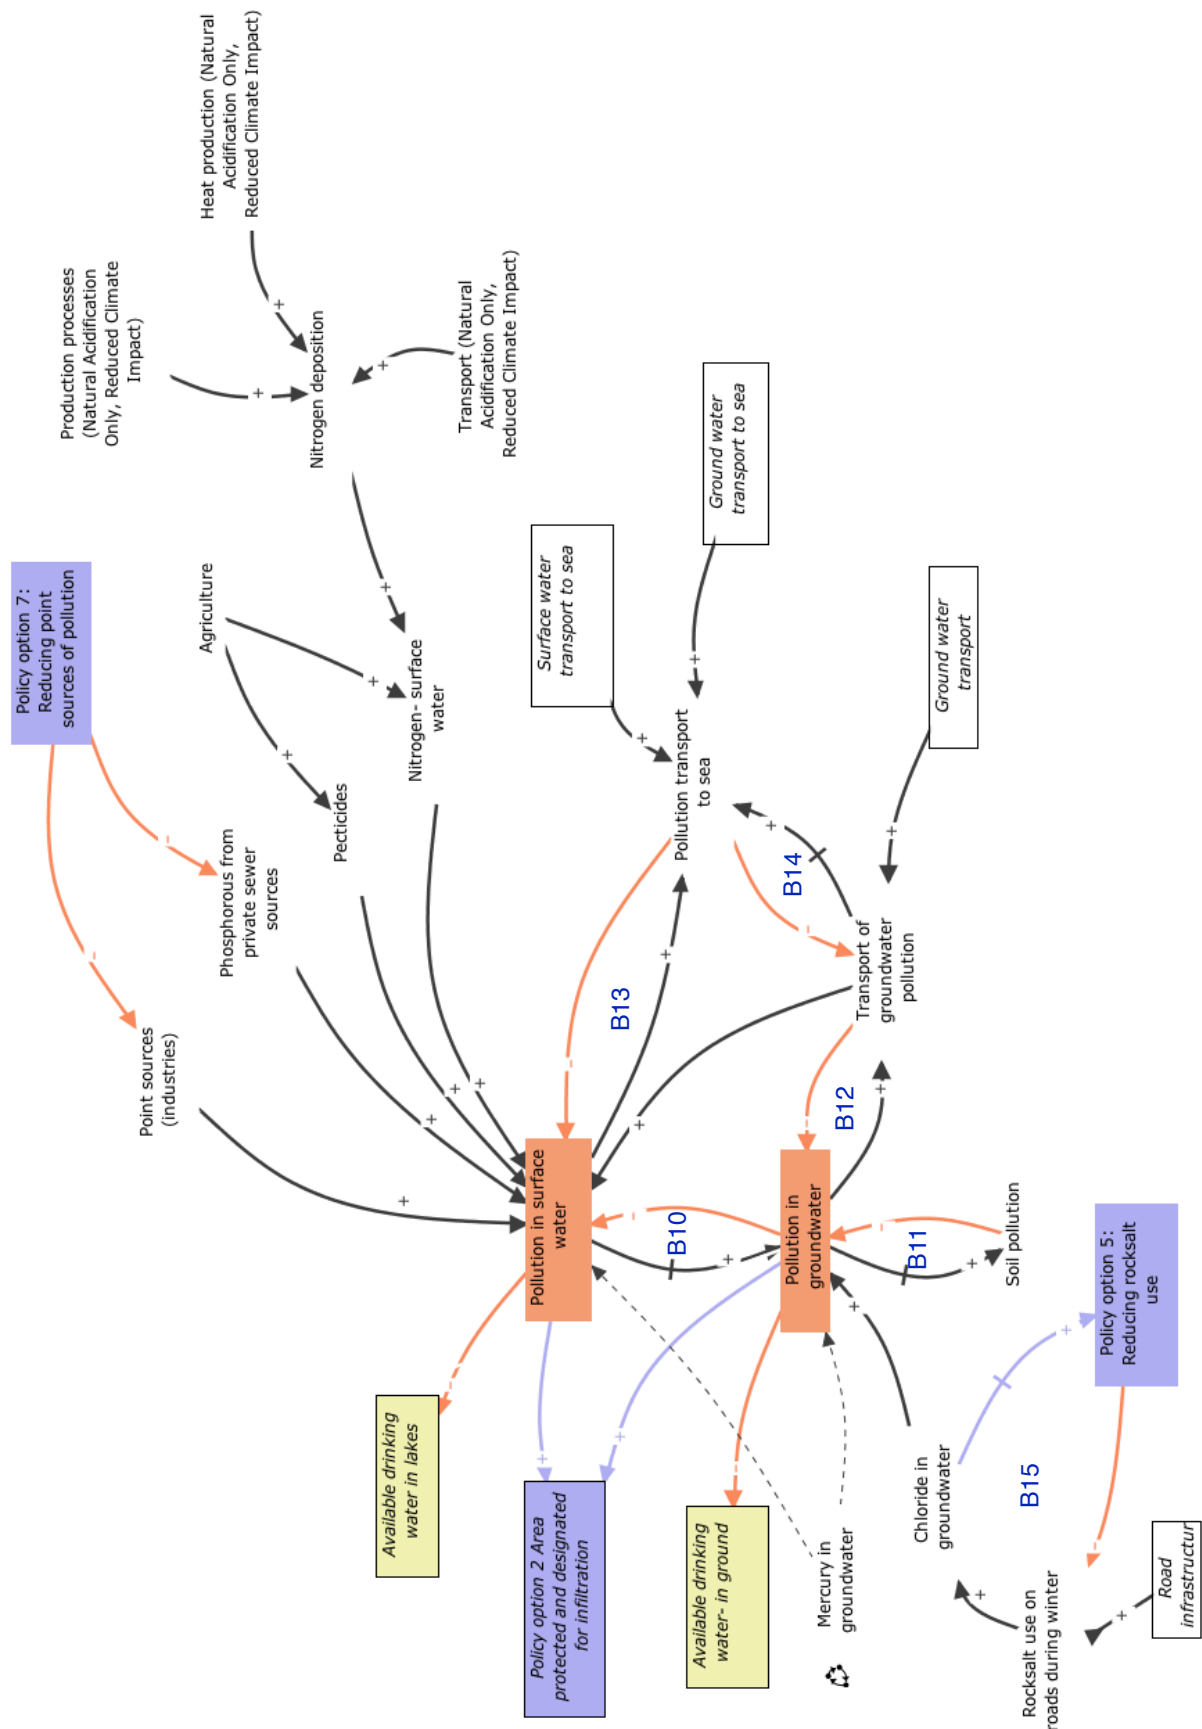 Policy option 7:
Reducing point
sources of pollution
Production processes
(Natural Acidification
Only, Reduced Climate
Impact)
Heat production (Natural
Acidification Only,
Reduced Climate Impact)
Agriculture
Nitrogen deposition
Transport (Natural
Acidification Only,
Reduced Climate Impact)
Point sources
(industries)
Phosphorous from
private sewer
sources
Pecticides
Nitrogen- surface
water
Surface water
transport to sea
Ground water
transport to sea
Pollution transport
to sea
Ground water
transport
Available drinking
water in lakes
Policy option 2 Area
protected and designated
for infiltration
Pollution in surface
water
B13
B14
B10
Available drinking
water- in ground
Pollution in
groundwater
B12
Transport of
groundwater
pollution
Mercury in
groundwater
B11
Chloride in
groundwater
Soil pollution
B15
Policy option 5:
Reducing rocksalt
use
Rocksalt use on
roads during winter
Road
infrastructur